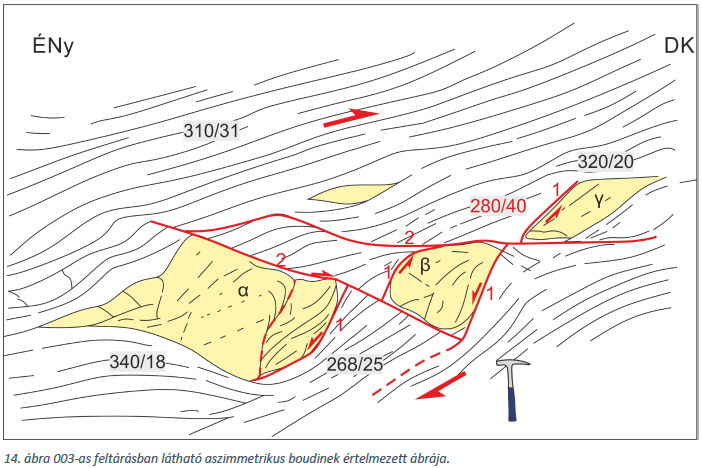 ÉNy DK
310/31
320/20
1
γ
280/40
2
2
β
α
1
1
1
340/18
268/25
14. ábra 003-as feltárásban látható aszimmetrikus boudinek értelmezett ábrája.